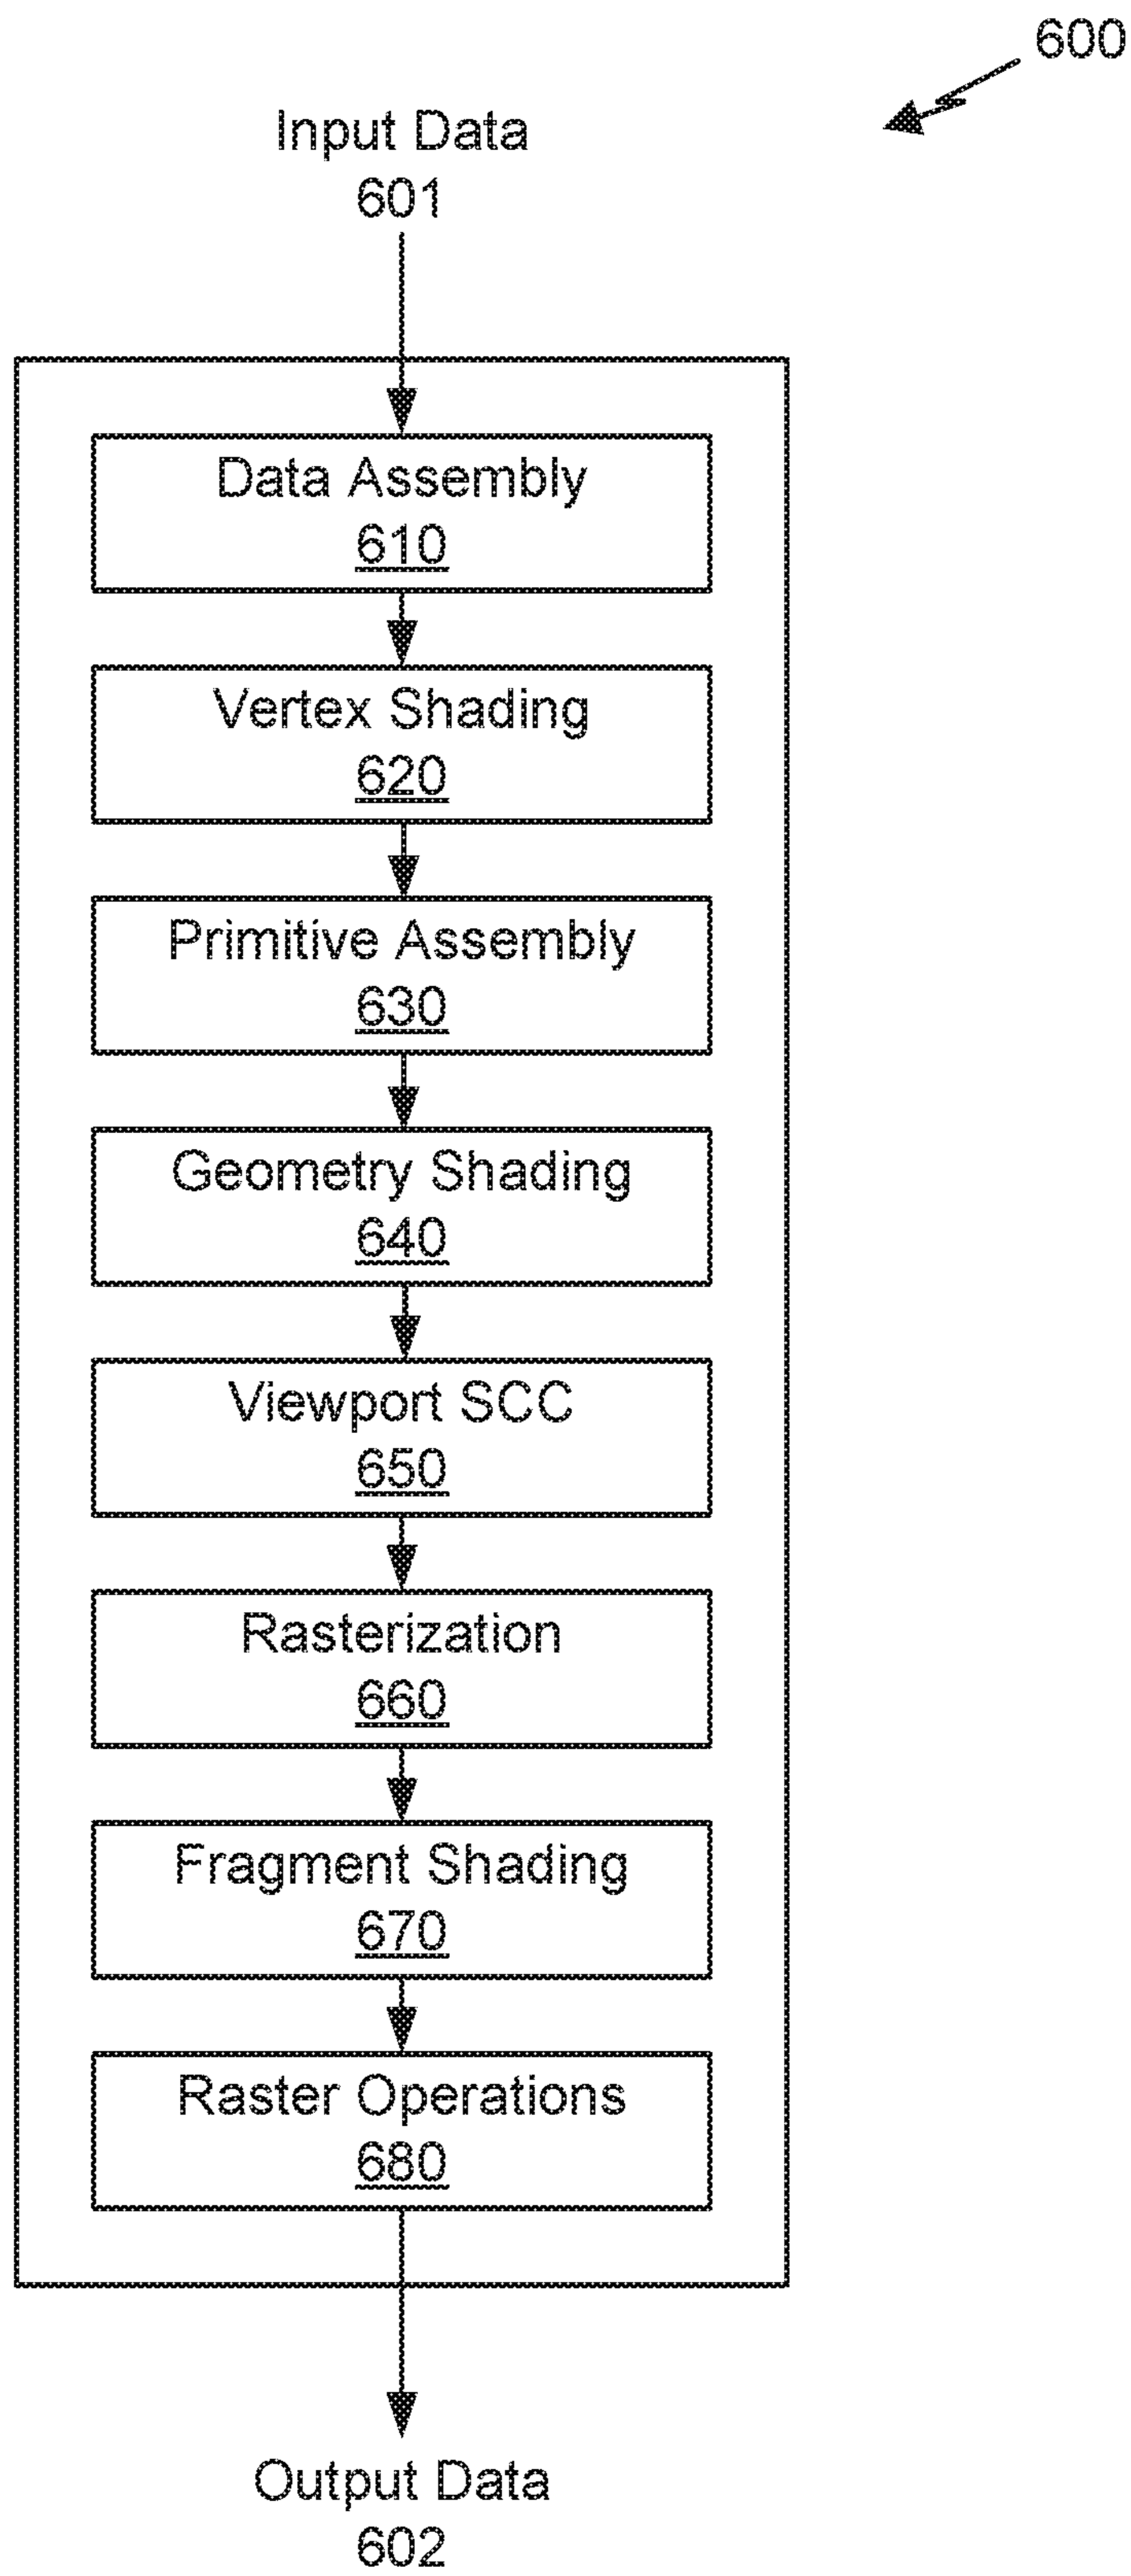 600
Input Data
601
Data Assembly
610
Vertex Shading
620
Primitive Assembly
630
Geometry Shading
640
Viewport SCC
650
Rasterization
660
Fragment Shading
670
Raster Operations
680
Output Data
602